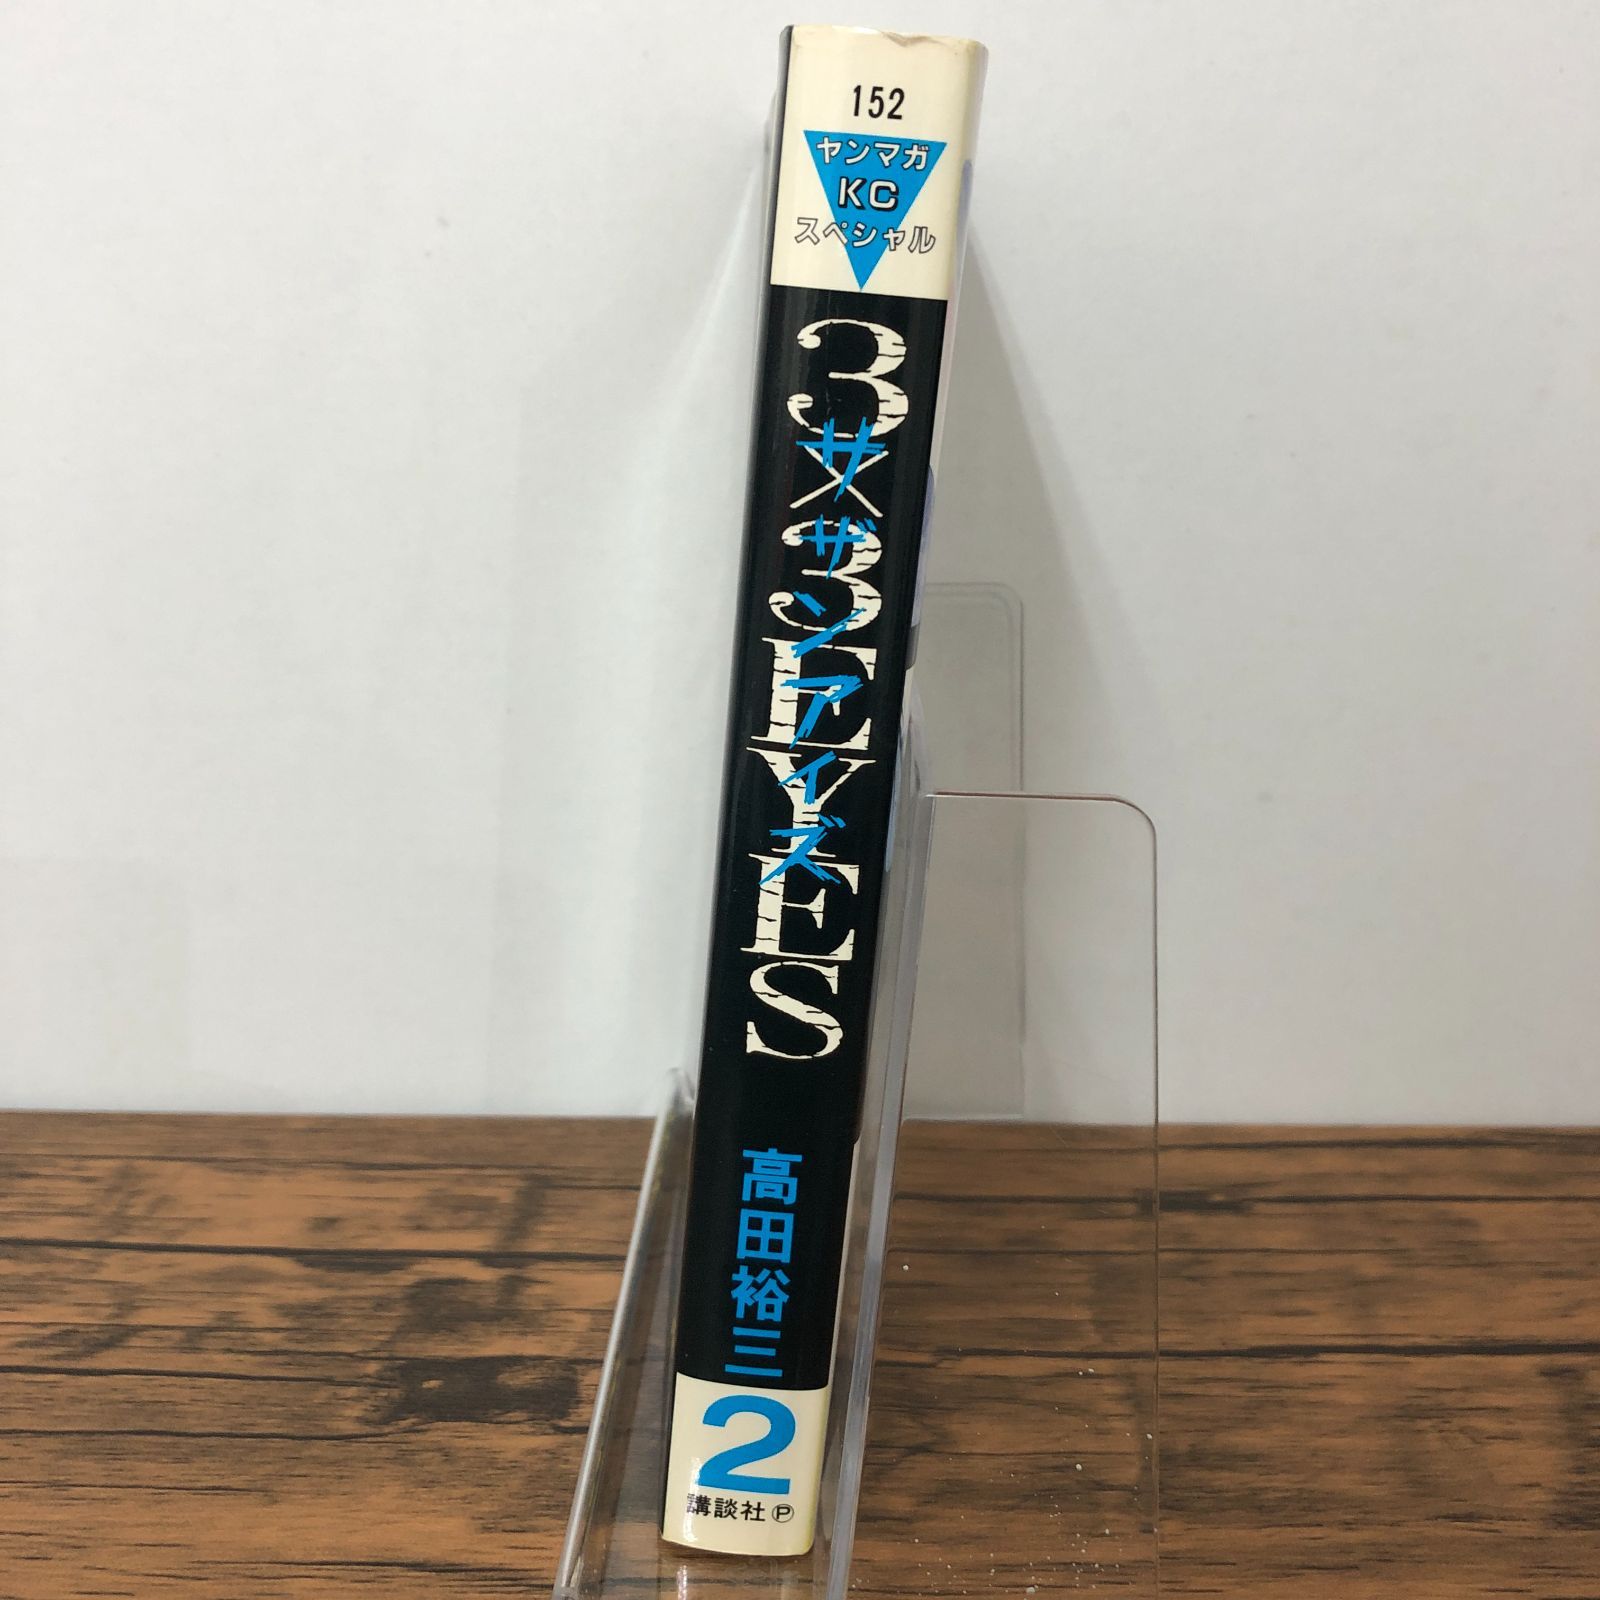 152
ヤンマガ
KC
スペシャル
3×3EYES
サザンアイズ
高田裕三
2
講談社 Ⓟ